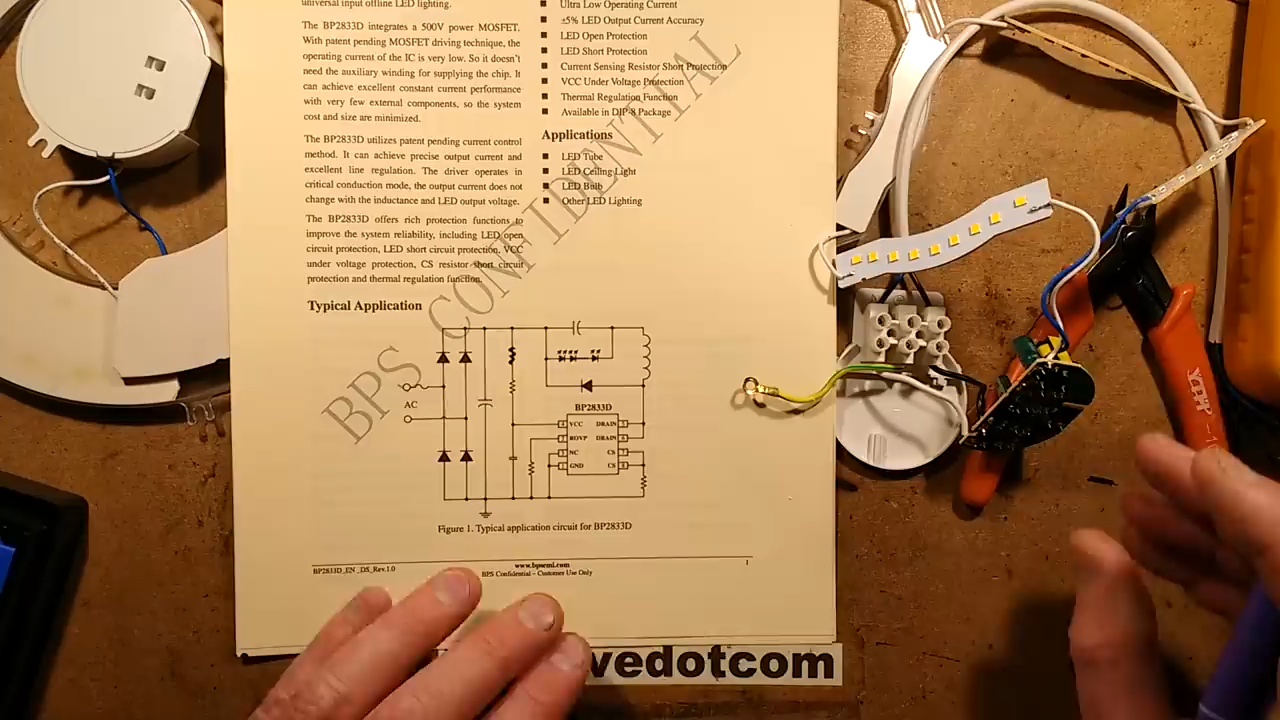 universal input offline LED lighting.
The BP2833D integrates a 500V power MOSFET.
With patent pending MOSFET driving technique, the
operating current of the IC is very low. So it doesn't
need the auxiliary winding for supplying the chip. It
can achieve excellent constant current performance
with very few external components, so the system
cost and size are minimized.
The BP2833D utilizes patent pending current control
method. It can achieve precise output current and
excellent line regulation. The driver operates in
critical conduction mode, the output current does not
change with the inductance and LED output voltage.
The BP2833D offers rich protection functions to
improve the system reliability, including LED open
circuit protection, LED short circuit protection, VCC
under voltage protection, CS resistor short circuit
protection and thermal regulation function.
■ Ultra Low Operating Current
■ ±5% LED Output Current Accuracy
■ LED Open Protection
■ LED Short Protection
■ Current Sensing Resistor Short Protection
■ VCC Under Voltage Protection
■ Thermal Regulation Function
■ Available in DIP-8 Package
Applications
■ LED Tube
■ LED Ceiling Light
■ LED Bulb
■ Other LED Lighting
BPS CONFIDENTIAL
Typical Application
AC
BP2833D
VCC DRAIN
ROVP DRAIN
NC CS
GND CS
Figure 1. Typical application circuit for BP2833D
BP2833D_EN_DS_Rev.1.0
www.bpsemi.com
BPS Confidential – Customer Use Only
1
vedotcom